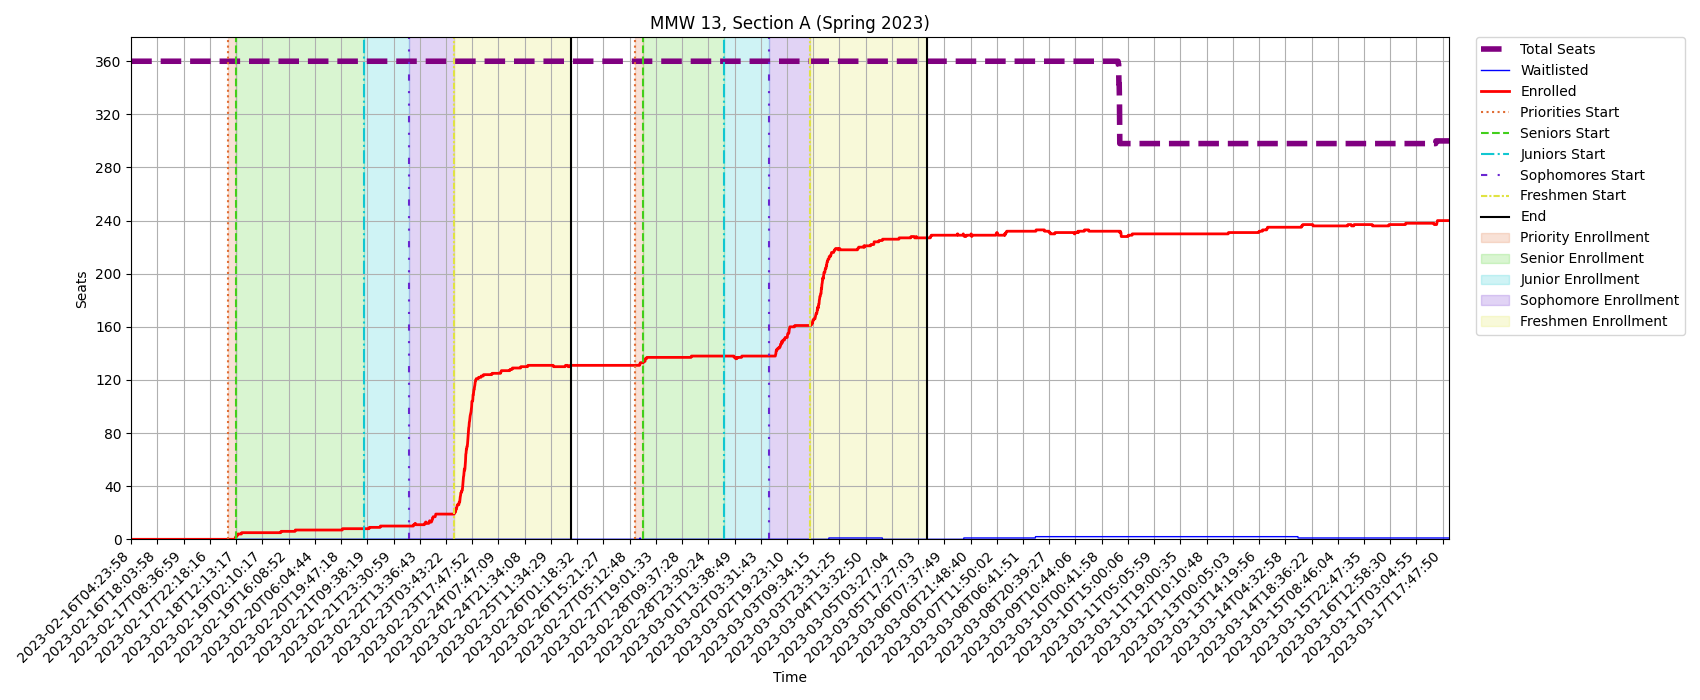 MMW 13, Section A (Spring 2023)
Seats
360
320
280
240
200
160
120
80
40
0
2023-02-16T04:23:58
2023-02-16T18:03:58
2023-02-17T08:36:59
2023-02-17T22:18:16
2023-02-18T12:13:17
2023-02-19T02:10:17
2023-02-19T16:08:52
2023-02-20T06:04:44
2023-02-20T19:47:18
2023-02-21T09:38:19
2023-02-21T23:30:59
2023-02-22T13:36:43
2023-02-23T03:43:22
2023-02-23T17:47:52
2023-02-24T07:47:09
2023-02-24T21:34:08
2023-02-25T11:34:29
2023-02-26T01:18:32
2023-02-26T15:21:27
2023-02-27T05:12:48
2023-02-27T19:01:33
2023-02-28T09:37:28
2023-02-28T23:30:24
2023-03-01T13:38:49
2023-03-02T03:31:43
2023-03-02T19:23:10
2023-03-03T09:34:15
2023-03-03T23:31:25
2023-03-04T13:32:50
2023-03-05T03:27:04
2023-03-05T17:27:03
2023-03-06T07:37:49
2023-03-06T21:48:40
2023-03-07T11:50:02
2023-03-08T06:41:51
2023-03-08T20:39:27
2023-03-09T10:44:06
2023-03-10T00:41:58
2023-03-10T15:00:06
2023-03-11T05:05:59
2023-03-11T19:00:35
2023-03-12T10:10:48
2023-03-13T00:05:03
2023-03-13T14:19:56
2023-03-14T04:32:58
2023-03-14T18:36:22
2023-03-15T08:46:04
2023-03-15T22:47:35
2023-03-16T12:58:30
2023-03-17T03:04:55
2023-03-17T17:47:50
Time
Total Seats
Waitlisted
Enrolled
Priorities Start
Seniors Start
Juniors Start
Sophomores Start
Freshmen Start
End
Priority Enrollment
Senior Enrollment
Junior Enrollment
Sophomore Enrollment
Freshmen Enrollment